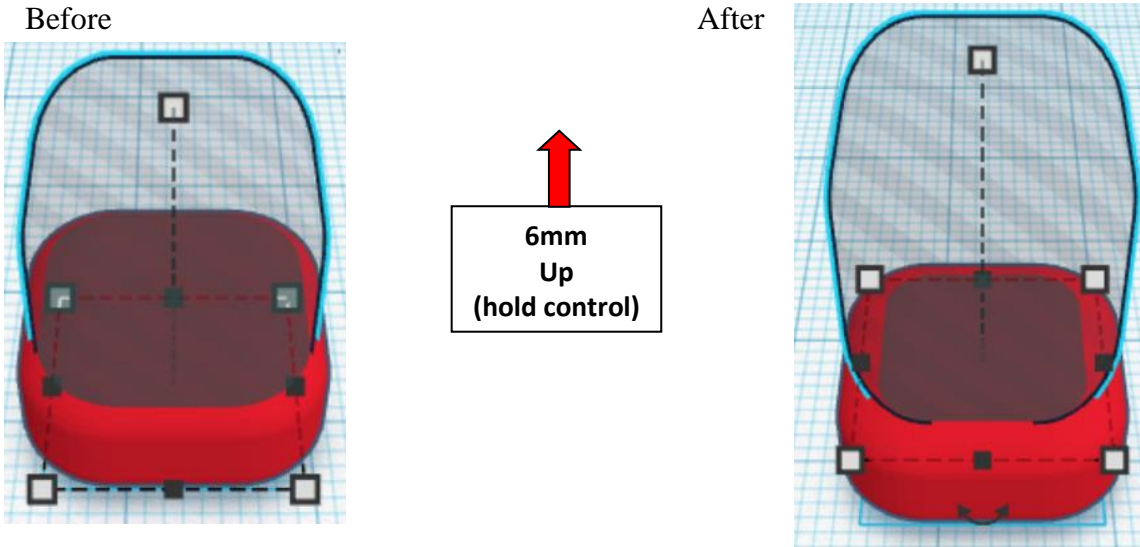 Before
After
6mm
Up
(hold control)